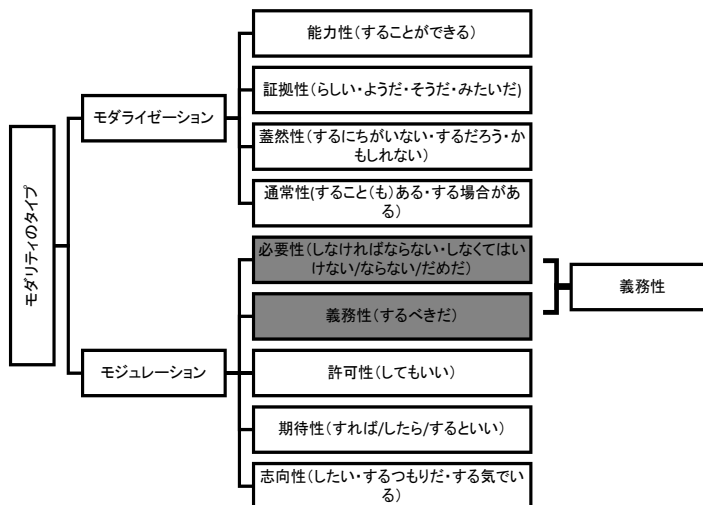 能力性(することができる)
証拠性(らしい・ようだ・そうだ・みたいだ)
モダライゼーション
蓋然性(するにちがいない・するだろう・か
もしれない)
通常性(すること(も)ある・する場合があ
る)
モダリティのタイプ
必要性(しなければならない・しなくてはい
けない/ならない/だめだ)
義務性
義務性(するべきだ)
モジュレーション
許可性(してもいい)
期待性(すれば/したら/するといい)
志向性(したい・するつもりだ・する気でい
る)